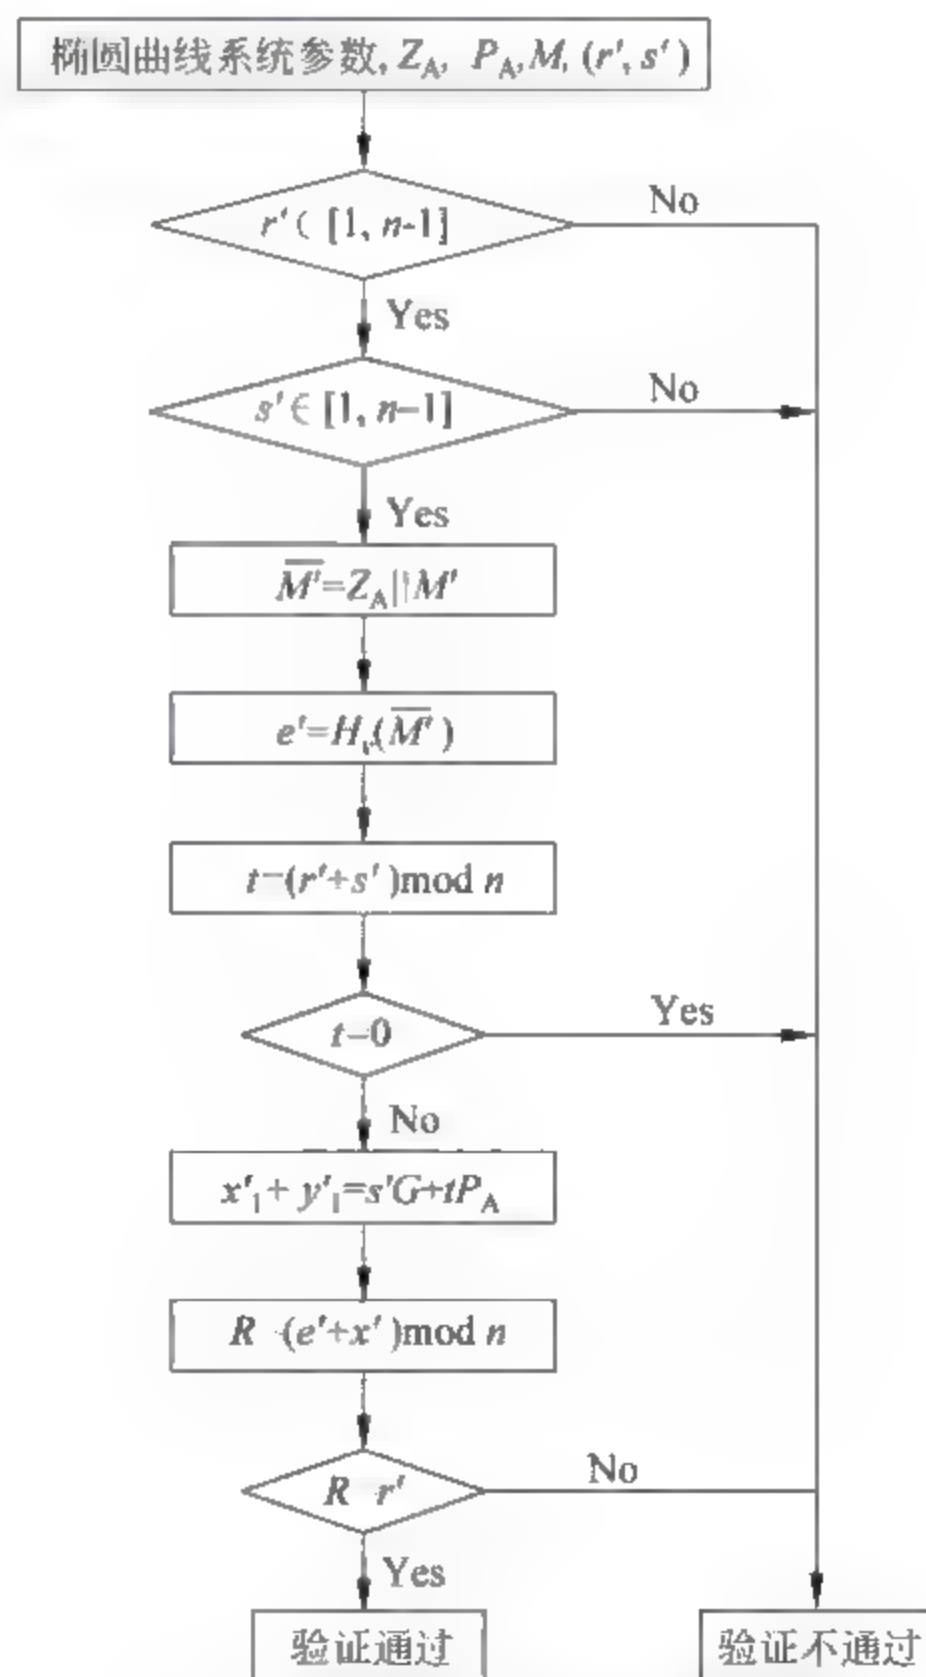 椭圆曲线系统参数, Z_A, P_A, M, (r', s')
r' ∈ [1, n-1]
No
Yes
s' ∈ [1, n-1]
No
Yes
M̅'=Z_A||M'
e'=H_v(M̅')
t=(r'+s')mod n
t=0
Yes
No
x'_1+ y'_1=s'G+tP_A
R=(e'+x')mod n
R=r'
No
Yes
验证通过
验证不通过